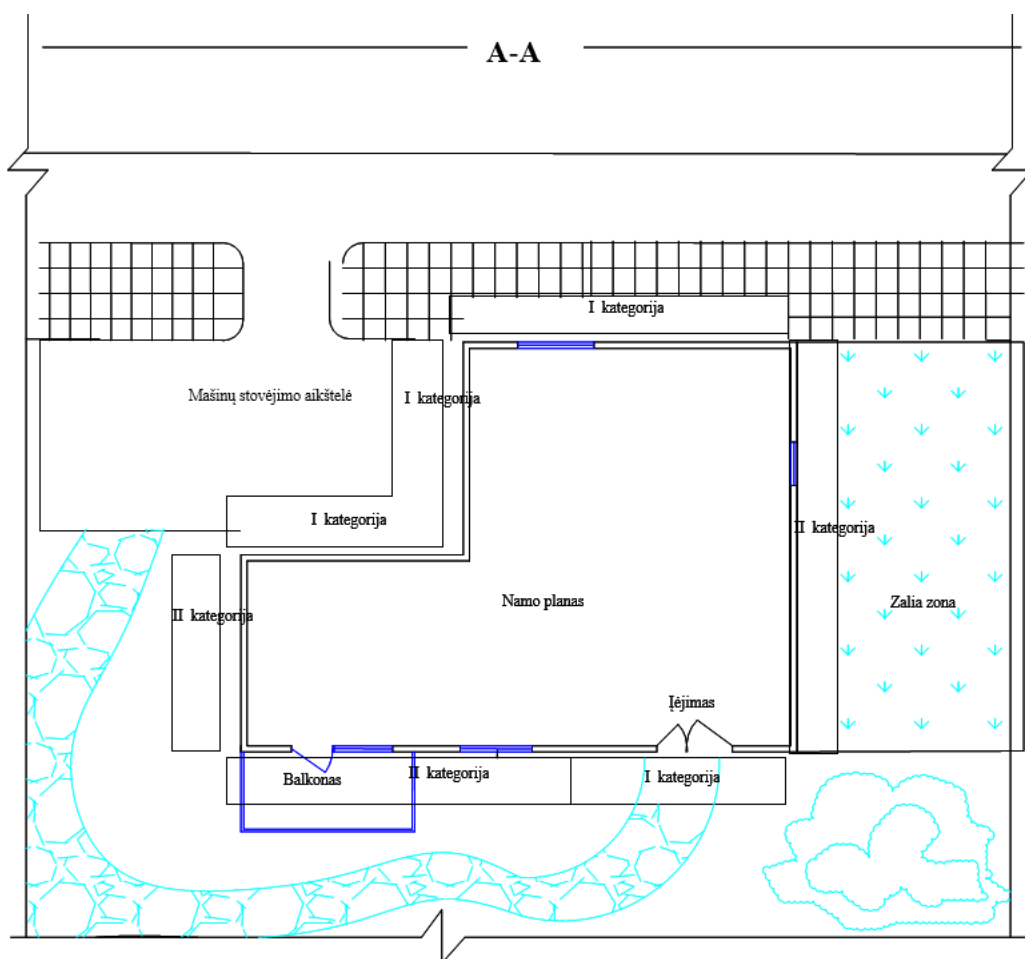 A-A
I kategorija
Mašinų stovėjimo aikštelė
I kategorija
I kategorija
II kategorija
II kategorija
Namo planas
Zalia zona
Įėjimas
Balkonas
II kategorija
I kategorija